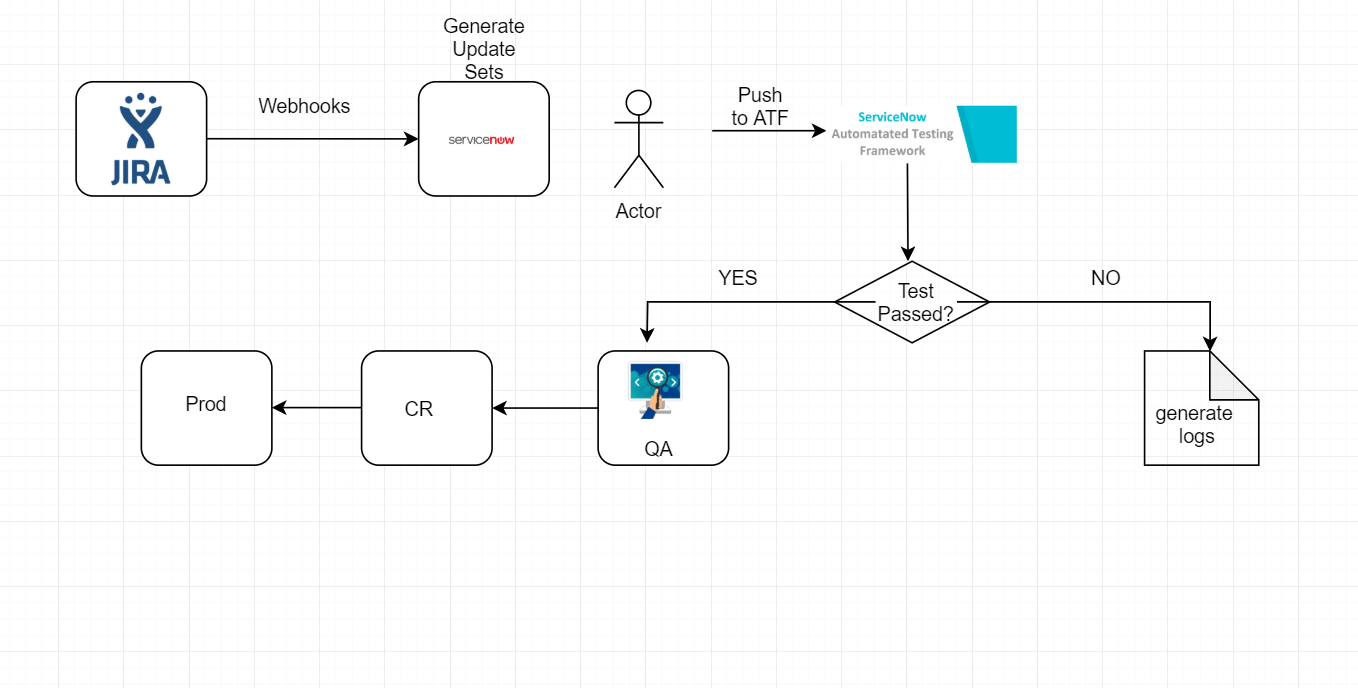 Generate
Update
Sets
JIRA
Webhooks
servicenow
Actor
Push
to ATF
ServiceNow
Automatated Testing
Framework
Test
Passed?
YES
NO
Prod
CR
QA
generate
logs